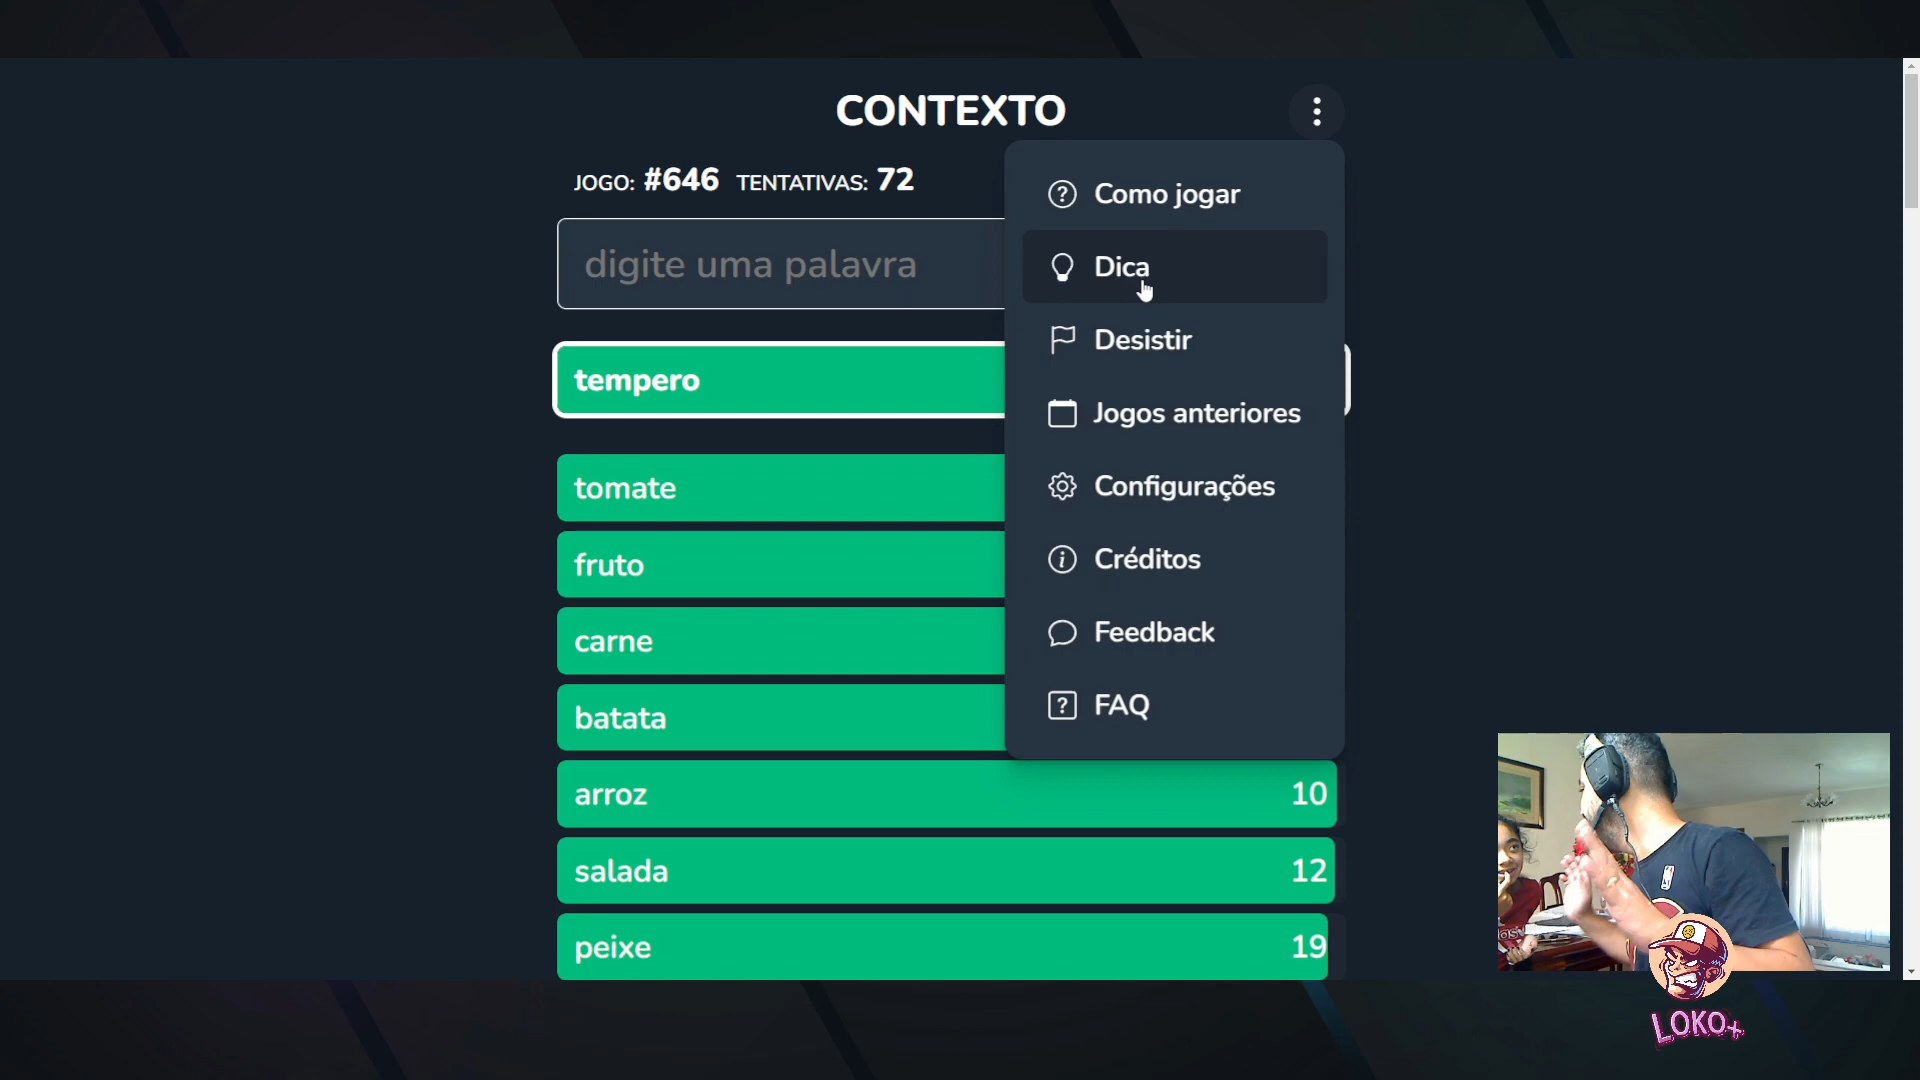 CONTEXTO
JOGO: #646 TENTATIVAS: 72
digite uma palavra
Como jogar
Dica
Desistir
Jogos anteriores
Configurações
Créditos
Feedback
FAQ
tempero
tomate
fruto
carne
batata
arroz 10
salada 12
peixe 19
LOKO+